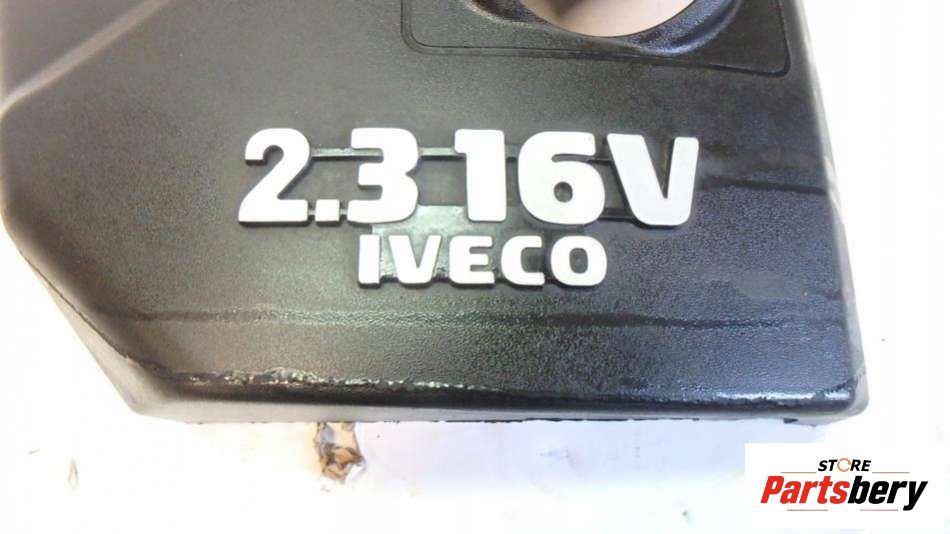 2.3 16V
IVECO
STORE
Partsbery